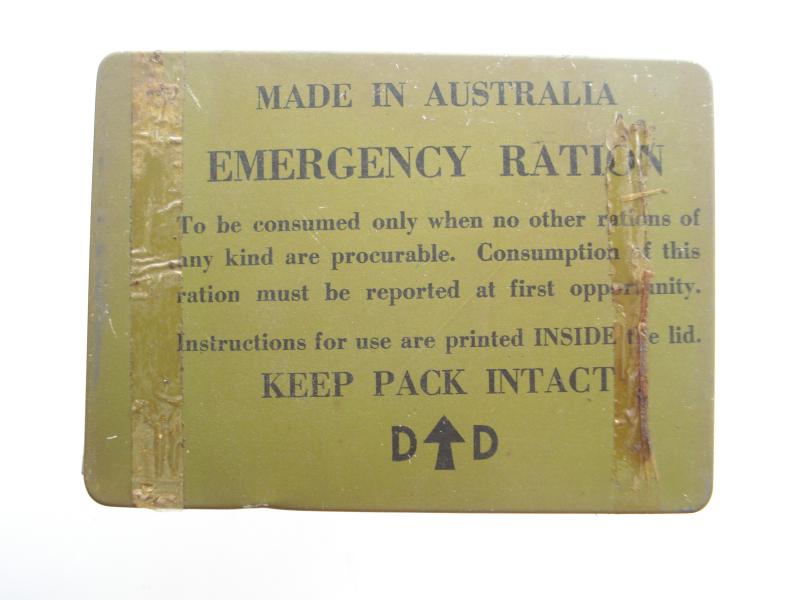 MADE IN AUSTRALIA
EMERGENCY RATION
To be consumed only when no other rations of
any kind are procurable. Consumption of this
ration must be reported at first opportunity.
Instructions for use are printed INSIDE the lid.
KEEP PACK INTACT
D D